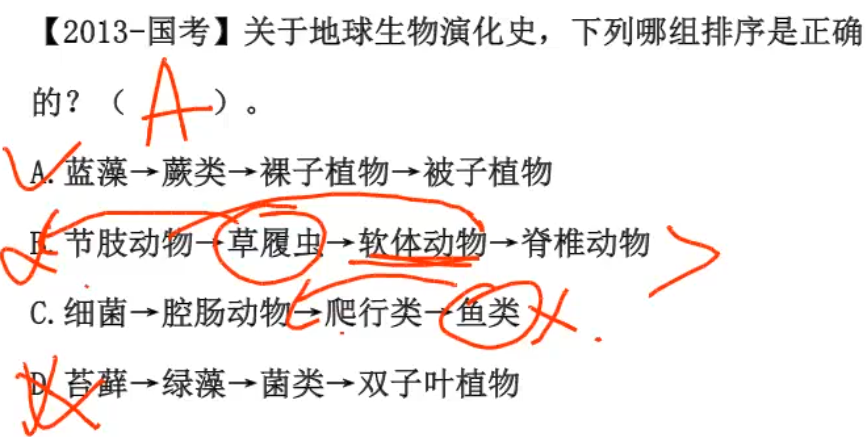 【2013-国考】关于地球生物演化史，下列哪组排序是正确
的？（ A ）。
A.蓝藻→蕨类→裸子植物→被子植物
B.节肢动物→草履虫→软体动物→脊椎动物
C.细菌→腔肠动物→爬行类→鱼类
D.苔藓→绿藻→菌类→双子叶植物